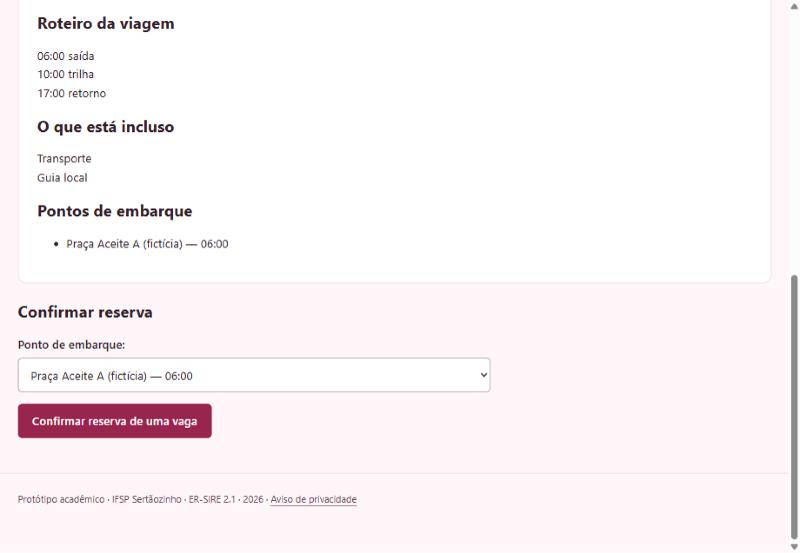 Roteiro da viagem
06:00 saída
10:00 trilha
17:00 retorno
O que está incluso
Transporte
Guia local
Pontos de embarque
• Praça Aceite A (fictícia) — 06:00
Confirmar reserva
Ponto de embarque:
Praça Aceite A (fictícia) — 06:00
Confirmar reserva de uma vaga
Protótipo acadêmico · IFSP Sertãozinho · ER-SIRE 2.1 · 2026 · Aviso de privacidade